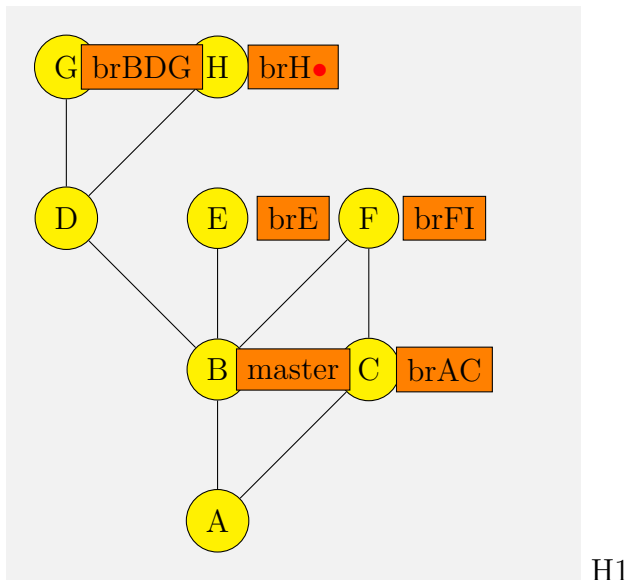 G brBDG H brH
D E brE F brFI
B master C brAC
A
H1